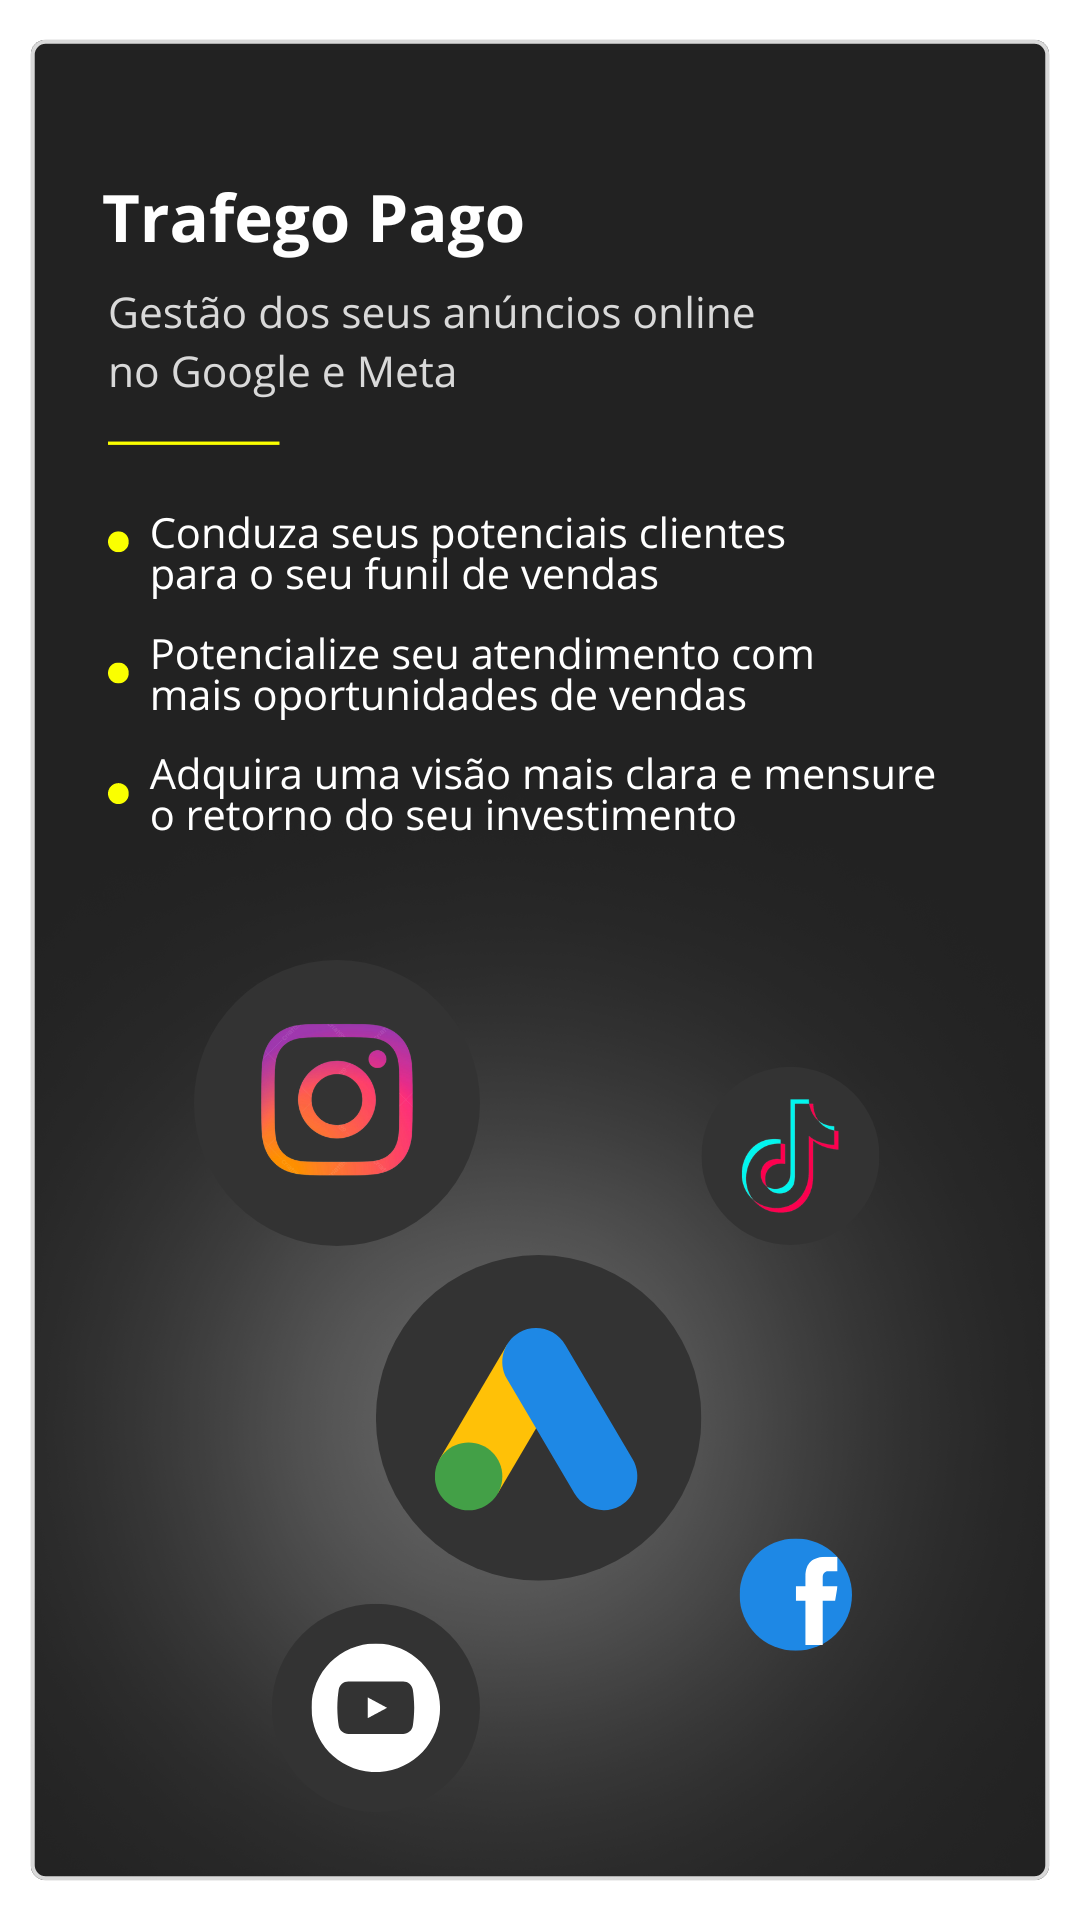 Trafego Pago
Gestão dos seus anúncios online
no Google e Meta
Conduza seus potenciais clientes
para o seu funil de vendas
Potencialize seu atendimento com
mais oportunidades de vendas
Adquira uma visão mais clara e mensure
o retorno do seu investimento